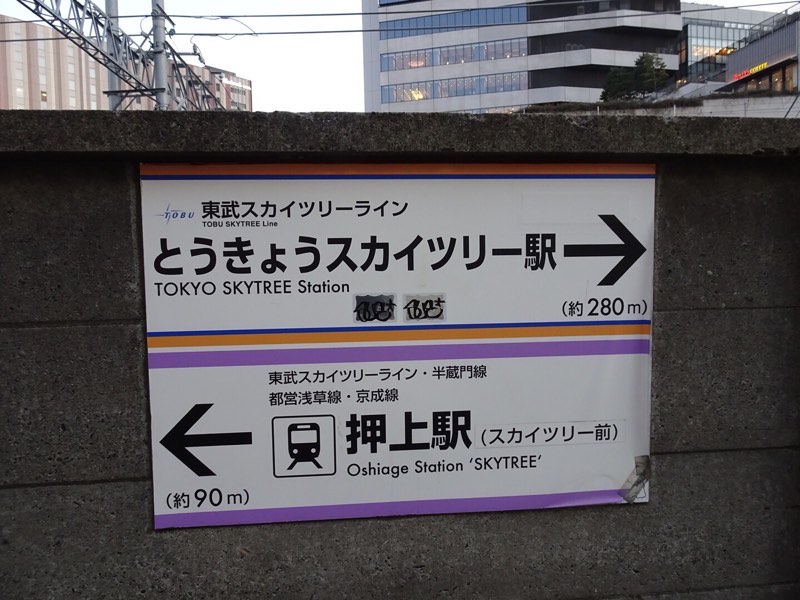 TOBU 東武スカイツリーライン
TOBU SKYTREE Line
とうきょうスカイツリー駅
TOKYO SKYTREE Station
(約280m)
東武スカイツリーライン・半蔵門線
都営浅草線・京成線
押上駅(スカイツリー前)
Oshiage Station ‘SKYTREE‘
(約90m)